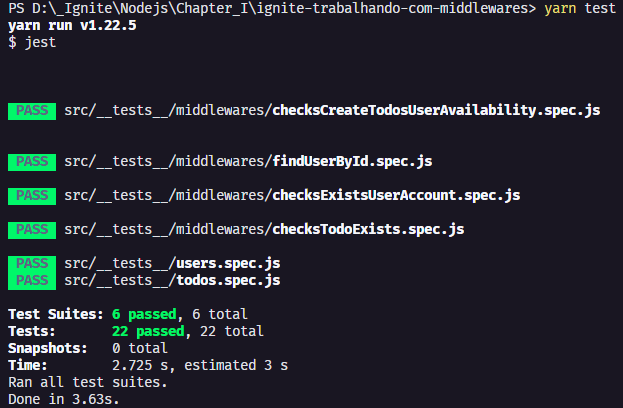 PS D:\_Ignite\Nodejs\Chapter_I\ignite-trabalhando-com-middlewares> yarn test
yarn run v1.22.5
$ jest
PASS src/__tests__/middlewares/checksCreateTodosUserAvailability.spec.js
PASS src/__tests__/middlewares/findUserById.spec.js
PASS src/__tests__/middlewares/checksExistsUserAccount.spec.js
PASS src/__tests__/middlewares/checksTodoExists.spec.js
PASS src/__tests__/users.spec.js
PASS src/__tests__/todos.spec.js
Test Suites: 6 passed, 6 total
Tests: 22 passed, 22 total
Snapshots: 0 total
Time: 2.725 s, estimated 3 s
Ran all test suites.
Done in 3.63s.